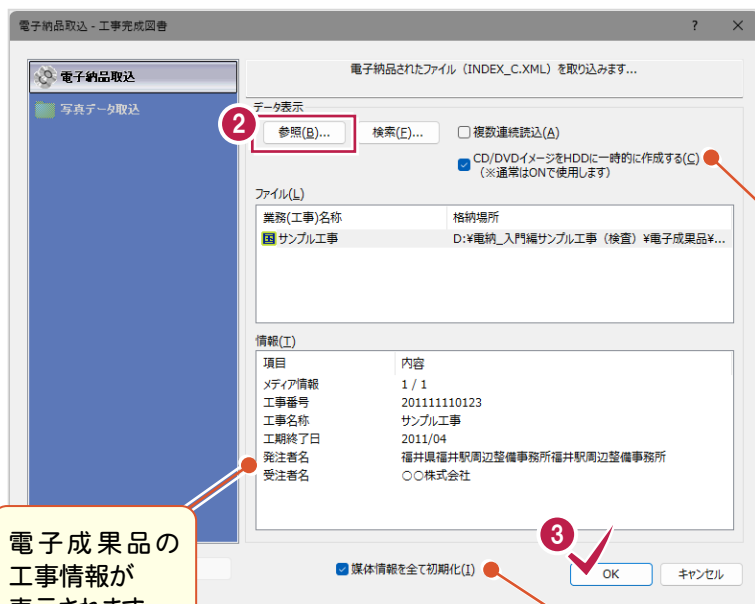 電子納品取込 - 工事完成図書
電子納品取込
写真データ取込
電子納品されたファイル（INDEX_C.XML）を取り込みます...
データ表示
2
参照(B)...
検索(F)...
複数連続読込(A)
CD/DVDイメージをHDDに一時的に作成する(C)
（※通常はONで使用します）
ファイル(L)
業務(工事)名称 格納場所
サンプル工事 D:¥電納_入門編サンプル工事（検査）¥電子成果品¥...
情報(T)
項目 内容
メディア情報 1 / 1
工事番号 201111110123
工事名称 サンプル工事
工期終了日 2011/04
発注者名 福井県福井駅周辺整備事務所福井駅周辺整備事務所
受注者名 〇〇株式会社
電子成果品の
工事情報が
表示されます
媒体情報を全て初期化(I)
3
OK
キャンセル